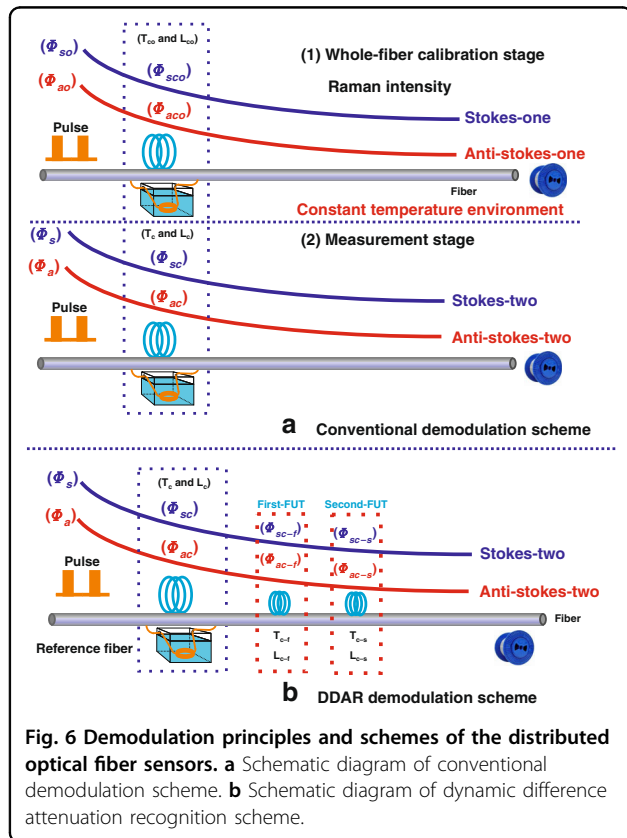 (Φso)
(Tco and Lco)
(1) Whole-fiber calibration stage
(Φsco)
Raman intensity
(Φao)
(Φaco)
Stokes-one
Pulse
Anti-stokes-one
Fiber
Constant temperature environment
(Φs)
(Tc and Lc)
(2) Measurement stage
(Φsc)
(Φa)
(Φac)
Stokes-two
Pulse
Anti-stokes-two
a Conventional demodulation scheme
(Φs)
(Tc and Lc)
First-FUT Second-FUT
(Φsc)
(Φa)
(Φsc-f) (Φsc-s)
(Φac)
Stokes-two
(Φac-f) (Φac-s)
Pulse
Anti-stokes-two
Fiber
Reference fiber
Tc-f Tc-s
Lc-f Lc-s
b DDAR demodulation scheme
Fig. 6 Demodulation principles and schemes of the distributed
optical fiber sensors. a Schematic diagram of conventional
demodulation scheme. b Schematic diagram of dynamic difference
attenuation recognition scheme.